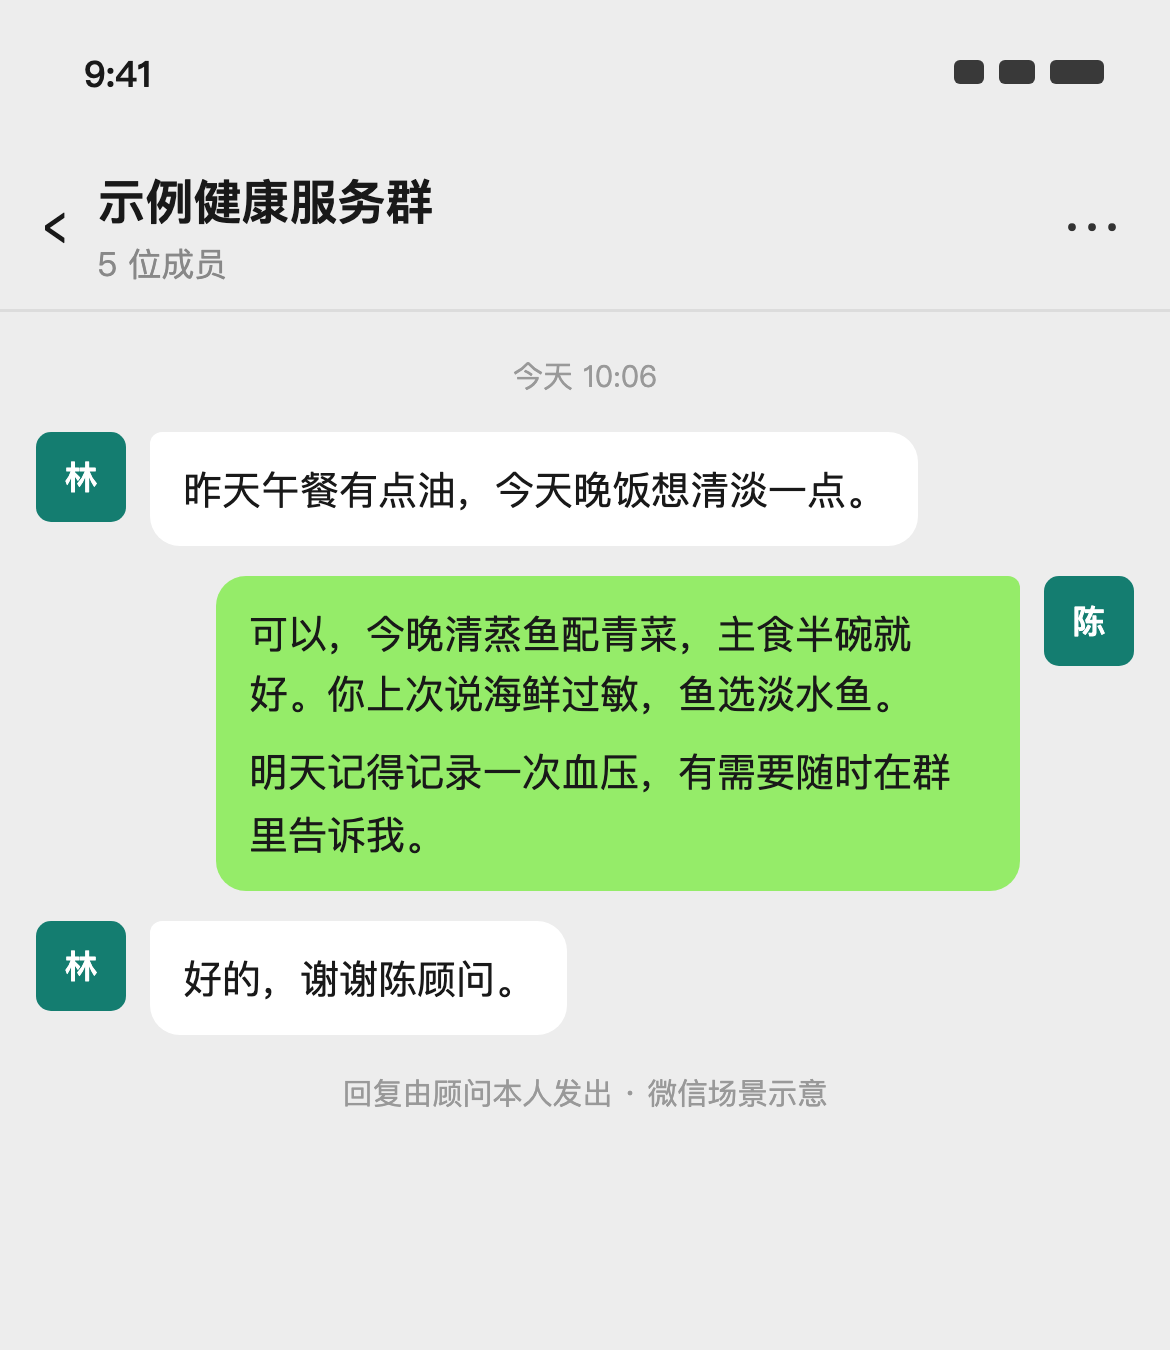 9:41
<
示例健康服务群
5 位成员
今天 10:06
林
昨天午餐有点油，今天晚饭想清淡一点。
可以，今晚清蒸鱼配青菜，主食半碗就
好。你上次说海鲜过敏，鱼选淡水鱼。
明天记得记录一次血压，有需要随时在群
里告诉我。
陈
林
好的，谢谢陈顾问。
回复由顾问本人发出 · 微信场景示意